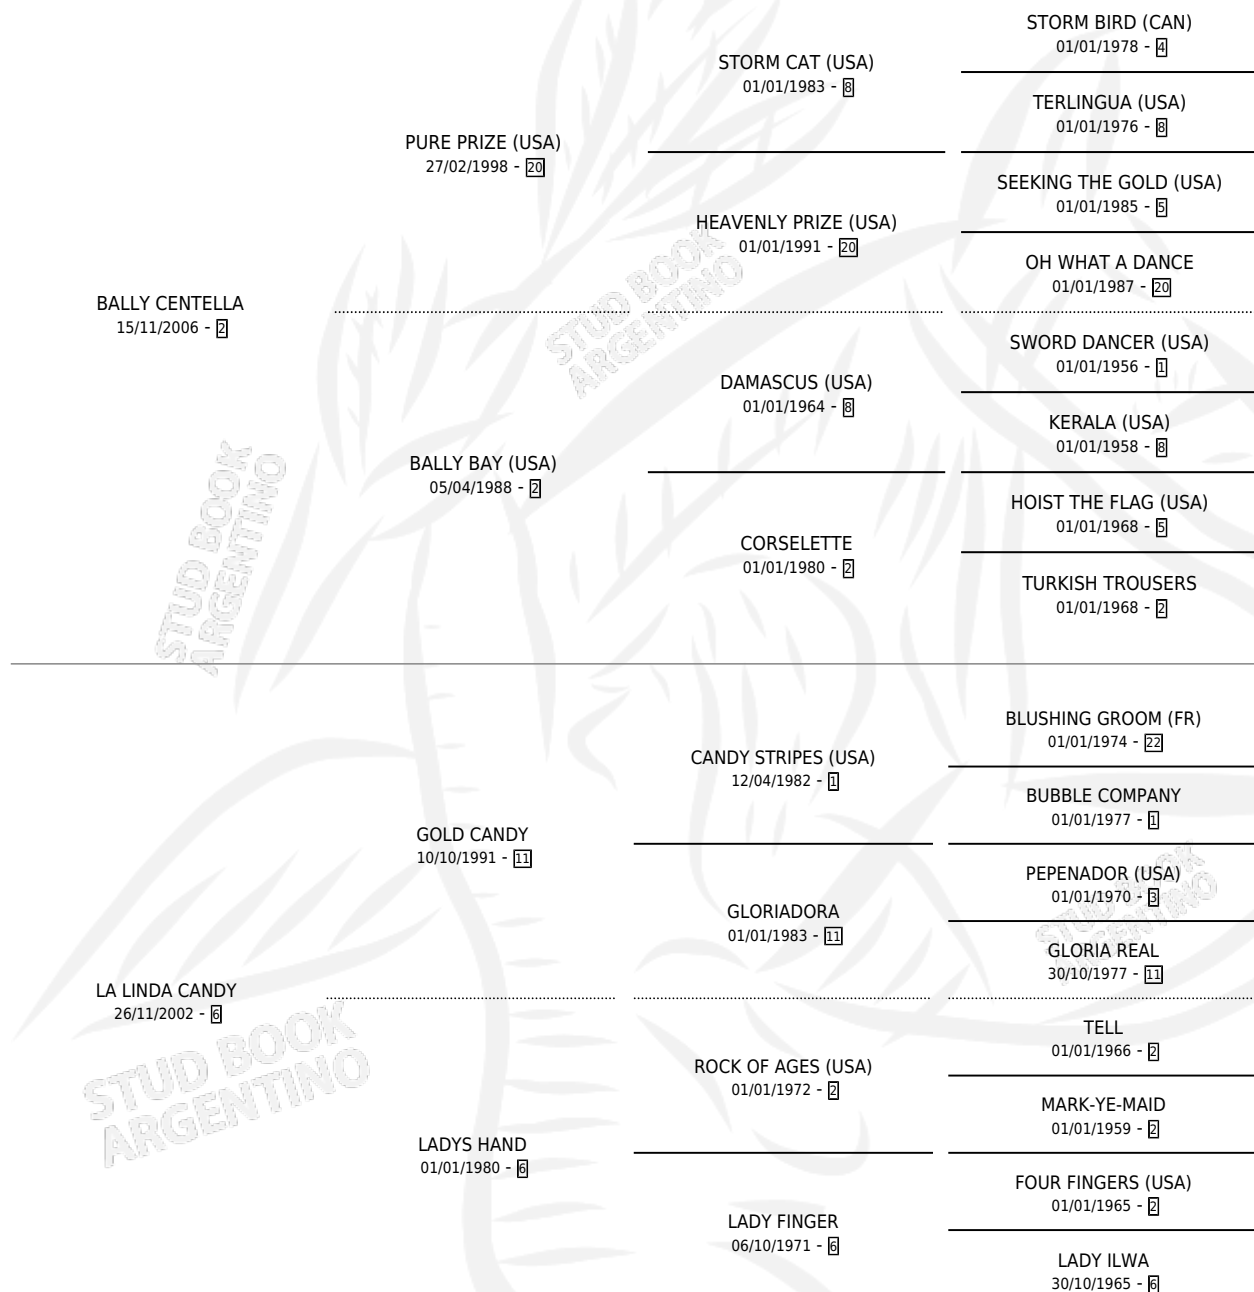 STORM BIRD (CAN)
01/01/1978 - 4
STORM CAT (USA)
01/01/1983 - 8
TERLINGUA (USA)
01/01/1976 - 8
PURE PRIZE (USA)
27/02/1998 - 20
SEEKING THE GOLD (USA)
01/01/1985 - 5
HEAVENLY PRIZE (USA)
01/01/1991 - 20
OH WHAT A DANCE
01/01/1987 - 20
BALLY CENTELLA
15/11/2006 - 2
SWORD DANCER (USA)
01/01/1956 - 1
DAMASCUS (USA)
01/01/1964 - 8
KERALA (USA)
01/01/1958 - 8
BALLY BAY (USA)
05/04/1988 - 2
HOIST THE FLAG (USA)
01/01/1968 - 5
CORSELETTE
01/01/1980 - 2
TURKISH TROUSERS
01/01/1968 - 2
STUD BOOK
ARGENTINO
STUD BOOK
ARGENTINO
BLUSHING GROOM (FR)
01/01/1974 - 22
CANDY STRIPES (USA)
12/04/1982 - 1
BUBBLE COMPANY
01/01/1977 - 1
GOLD CANDY
10/10/1991 - 11
PEPENADOR (USA)
01/01/1970 - 3
GLORIADORA
01/01/1983 - 11
GLORIA REAL
30/10/1977 - 11
LA LINDA CANDY
26/11/2002 - 6
TELL
01/01/1966 - 2
ROCK OF AGES (USA)
01/01/1972 - 2
MARK-YE-MAID
01/01/1959 - 2
LADYS HAND
01/01/1980 - 6
FOUR FINGERS (USA)
01/01/1965 - 2
LADY FINGER
06/10/1971 - 6
LADY ILWA
30/10/1965 - 6
STUD BOOK
ARGENTINO
STUD BOOK
ARGENTINO